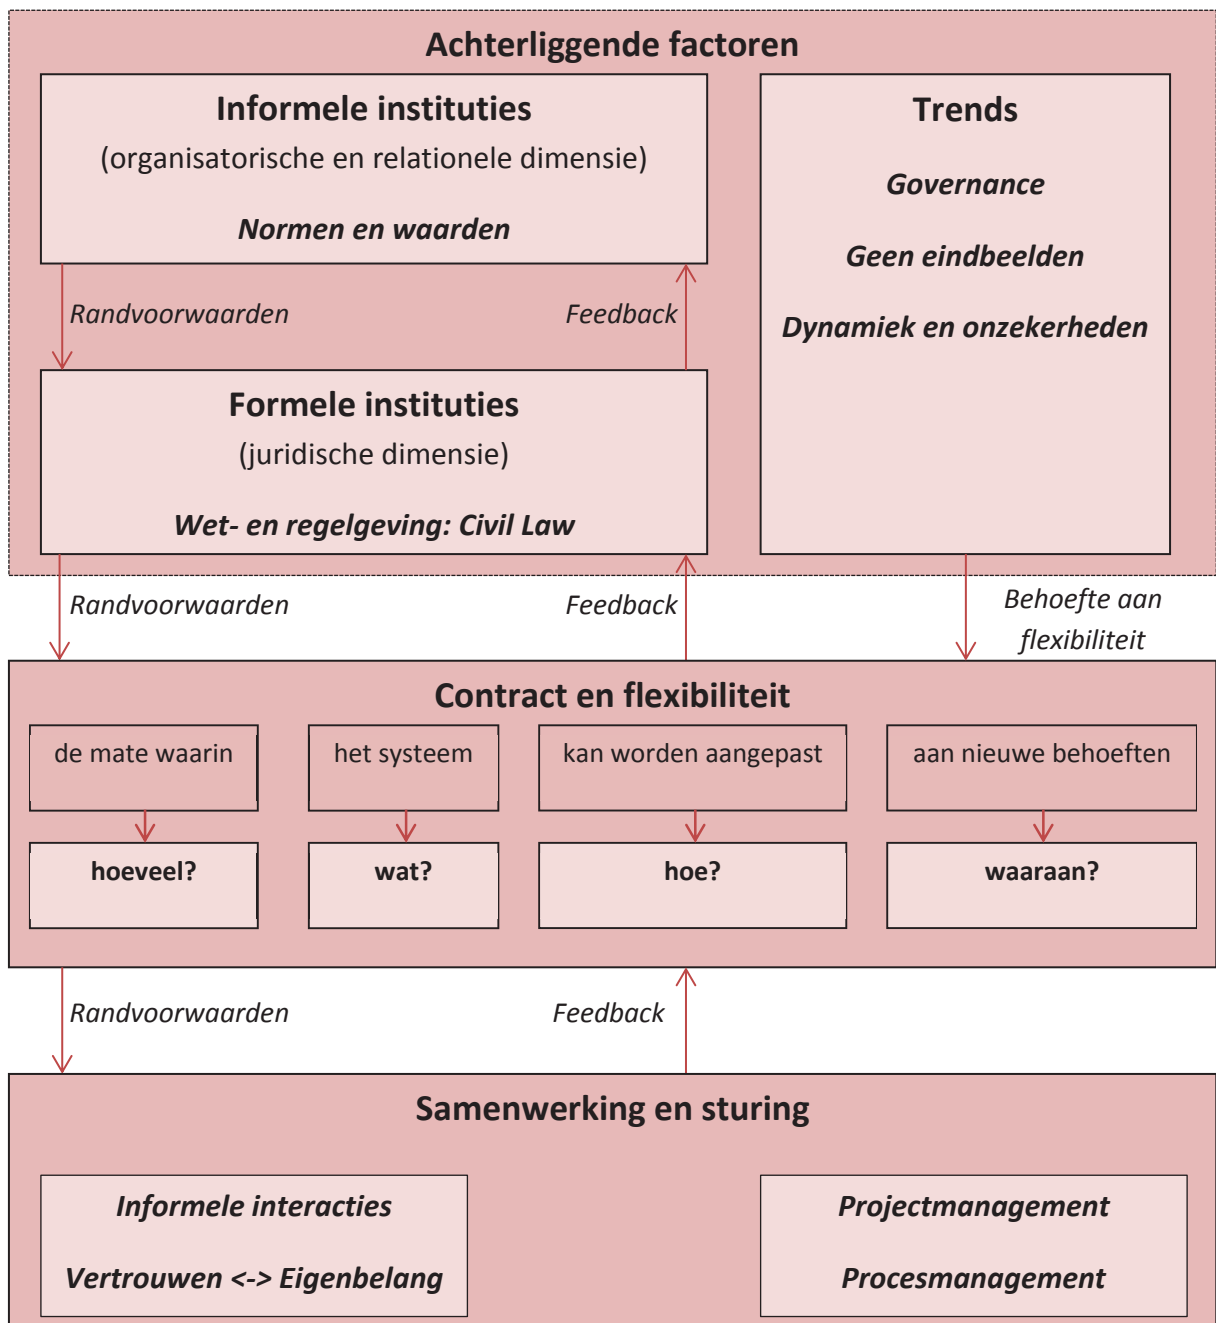 Achterliggende factoren
Informele instituties
(organisatorische en relationele dimensie)
Normen en waarden
Trends
Governance
Geen eindbeelden
Dynamiek en onzekerheden
Randvoorwaarden
Feedback
Formele instituties
(juridische dimensie)
Wet- en regelgeving: Civil Law
Randvoorwaarden
Feedback
Behoefte aan
flexibiliteit
Contract en flexibiliteit
de mate waarin
het systeem
kan worden aangepast
aan nieuwe behoeften
hoeveel?
wat?
hoe?
waaraan?
Randvoorwaarden
Feedback
Samenwerking en sturing
Informele interacties
Vertrouwen <-> Eigenbelang
Projectmanagement
Procesmanagement